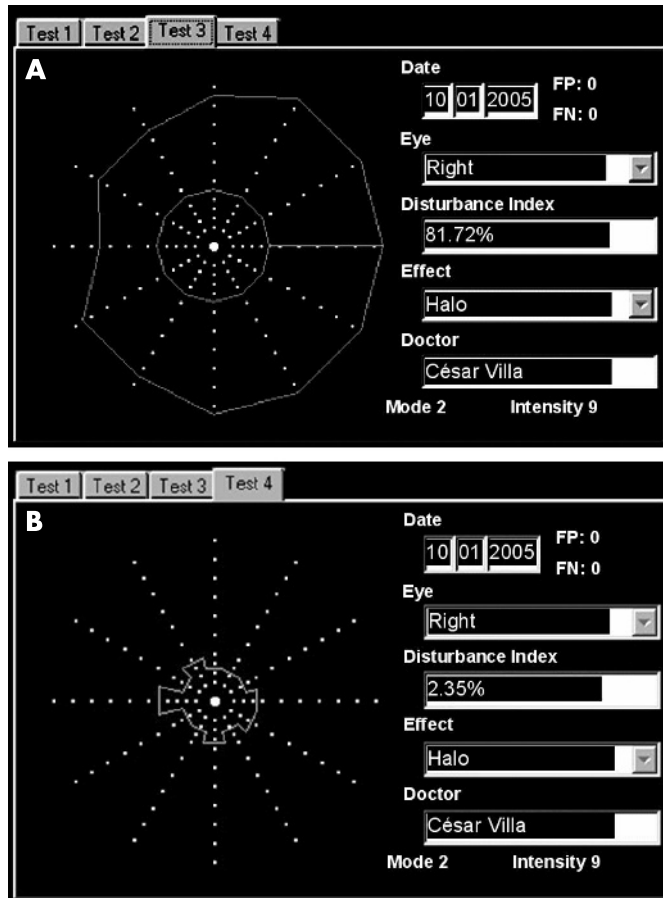 Test 1 Test 2 Test 3 Test 4
A
Date
10 01 2005
FP: 0
FN: 0
Eye
Right
Disturbance Index
81.72%
Effect
Halo
Doctor
César Villa
Mode 2 Intensity 9
Test 1 Test 2 Test 3 Test 4
B
Date
10 01 2005
FP: 0
FN: 0
Eye
Right
Disturbance Index
2.35%
Effect
Halo
Doctor
César Villa
Mode 2 Intensity 9